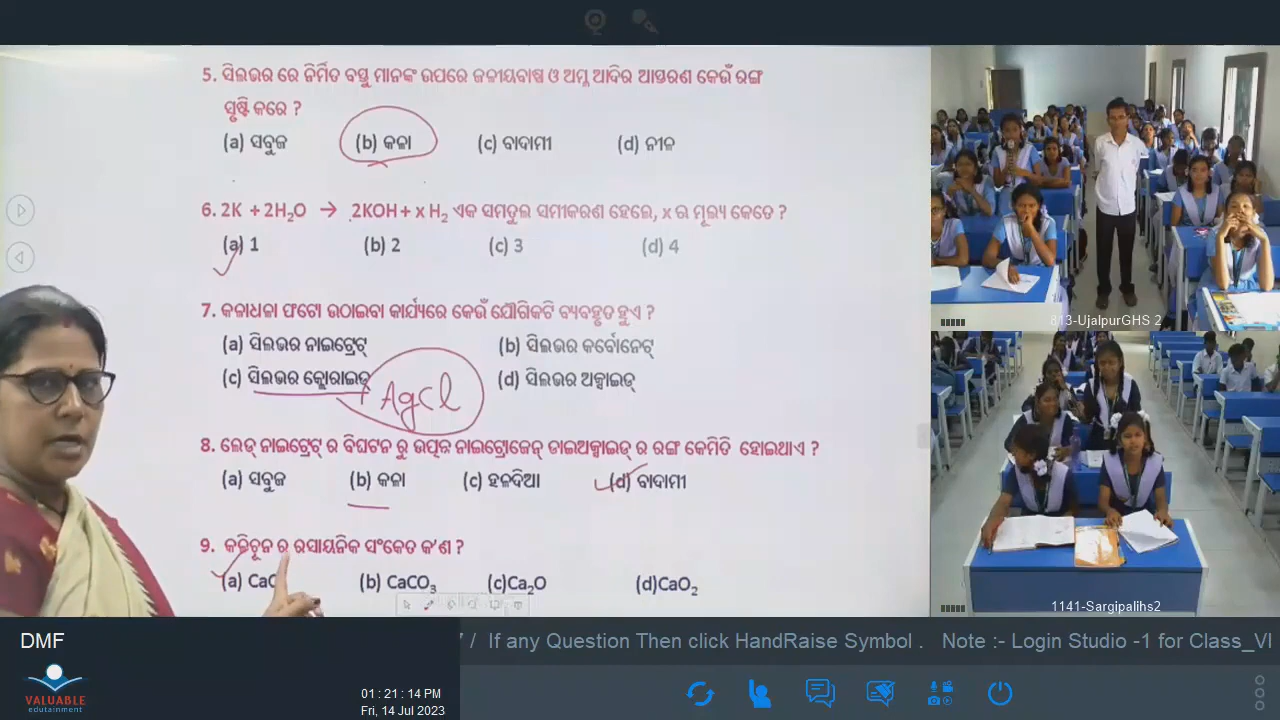 5. ସିଲଭର ରେ ନିର୍ମିତ ବସ୍ତୁ ମାନଙ୍କ ଉପରେ ଜଳୀୟବାଷ୍ପ ଓ ଅମ୍ଳ ଆଦିର ଆସ୍ତରଣ କେଉଁ ରଙ୍ଗ
ସୃଷ୍ଟି କରେ ?
(a) ସବୁଜ (b) କଳା (c) ବାଦାମୀ (d) ନୀଳ
6. 2K + 2H₂O → 2KOH + x H₂ ଏକ ସମତୁଲ ସମୀକରଣ ହେଲେ, x ର ମୂଲ୍ୟ କେତେ ?
(a) 1 (b) 2 (c) 3 (d) 4
7. କଳାଧଳା ଫଟୋ ଉଠାଇବା କାର୍ଯ୍ୟରେ କେଉଁ ଯୌଗିକଟି ବ୍ୟବହୃତ ହୁଏ ?
(a) ସିଲଭର ନାଇଟ୍ରେଟ୍ (b) ସିଲଭର କର୍ବୋନେଟ୍
(c) ସିଲଭର କ୍ଲୋରାଇଡ୍ (d) ସିଲଭର ଅକ୍ସାଇଡ୍
AgCl
8. ଲେଡ୍ ନାଇଟ୍ରେଟ୍ ର ବିଘଟନ ରୁ ଉତ୍ପନ୍ନ ନାଇଟ୍ରୋଜେନ୍ ଡାଇଅକ୍ସାଇଡ୍ ର ରଙ୍ଗ କେମିତି ହୋଇଥାଏ ?
(a) ସବୁଜ (b) କଳା (c) ହଳଦିଆ (d) ବାଦାମୀ
9. କଲିଚୂନ ର ରସାୟନିକ ସଂକେତ କ'ଣ ?
(a) (b) CaCO₃ (c)Ca₂O (d)CaO₂
813-UjalpurGHS 2
1141-Sargipalihs2
DMF
VALUABLE
edutainment
01 : 21 : 14 PM
Fri, 14 Jul 2023
/ If any Question Then click HandRaise Symbol . Note :- Login Studio -1 for Class_VI